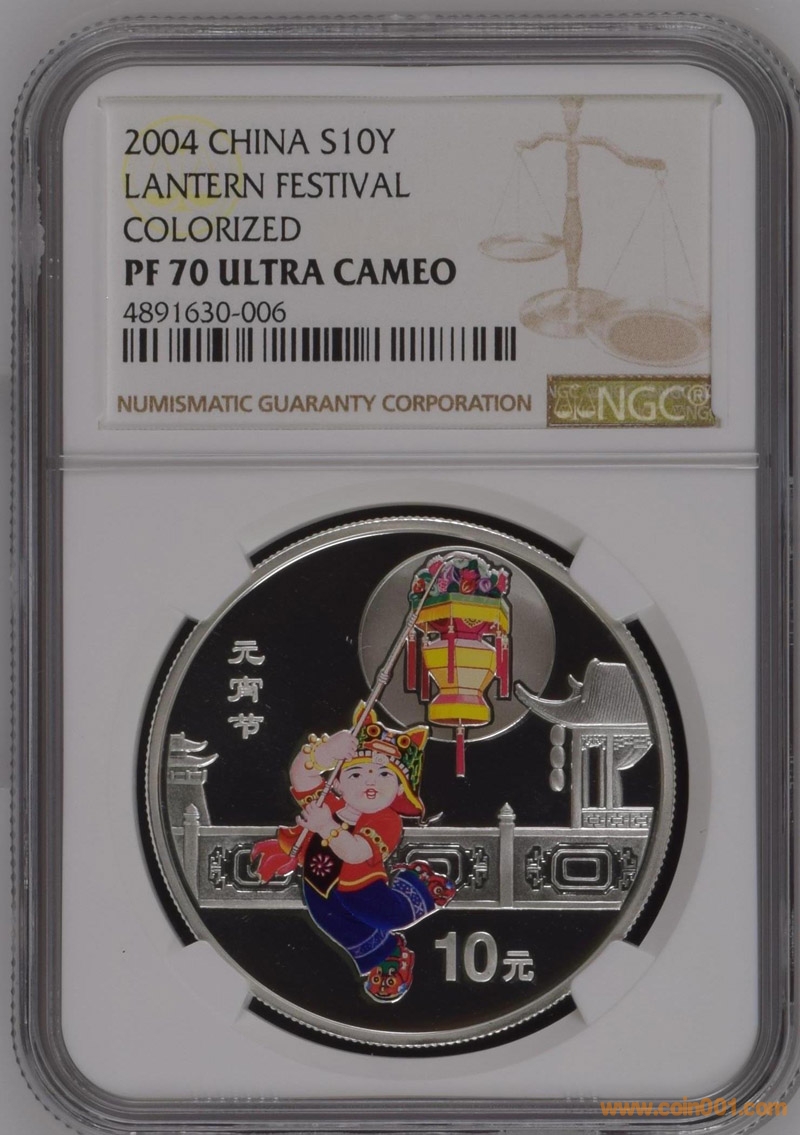 2004 CHINA S10Y
LANTERN FESTIVAL
COLORIZED
PF 70 ULTRA CAMEO
4891630-006
NUMISMATIC GUARANTY CORPORATION
NGC®
元宵节
10元
www.coin001.com